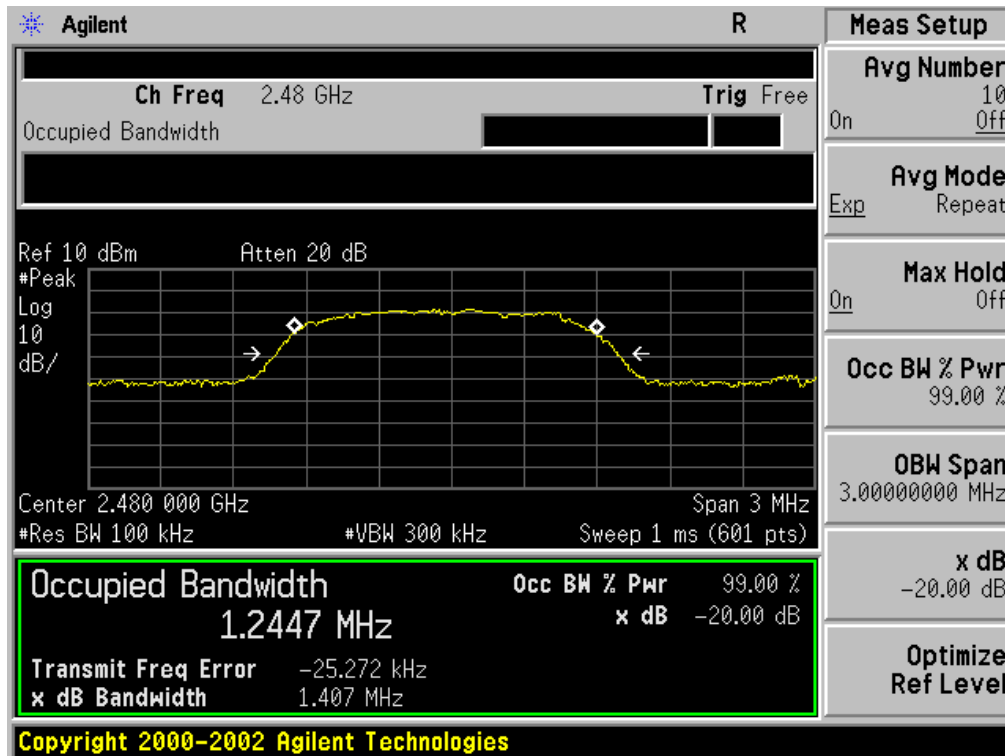 Agilent R
Ch Freq 2.48 GHz Trig Free
Occupied Bandwidth
Ref 10 dBm Atten 20 dB
#Peak
Log
10
dB/
Center 2.480 000 GHz Span 3 MHz
#Res BW 100 kHz #VBW 300 kHz Sweep 1 ms (601 pts)
Occupied Bandwidth
1.2447 MHz
Occ BW % Pwr 99.00 %
x dB -20.00 dB
Transmit Freq Error -25.272 kHz
x dB Bandwidth 1.407 MHz
Copyright 2000-2002 Agilent Technologies
Meas Setup
Avg Number
10
On Off
Avg Mode
Exp Repeat
Max Hold
On Off
Occ BW % Pwr
99.00 %
OBW Span
3.00000000 MHz
x dB
-20.00 dB
Optimize
Ref Level